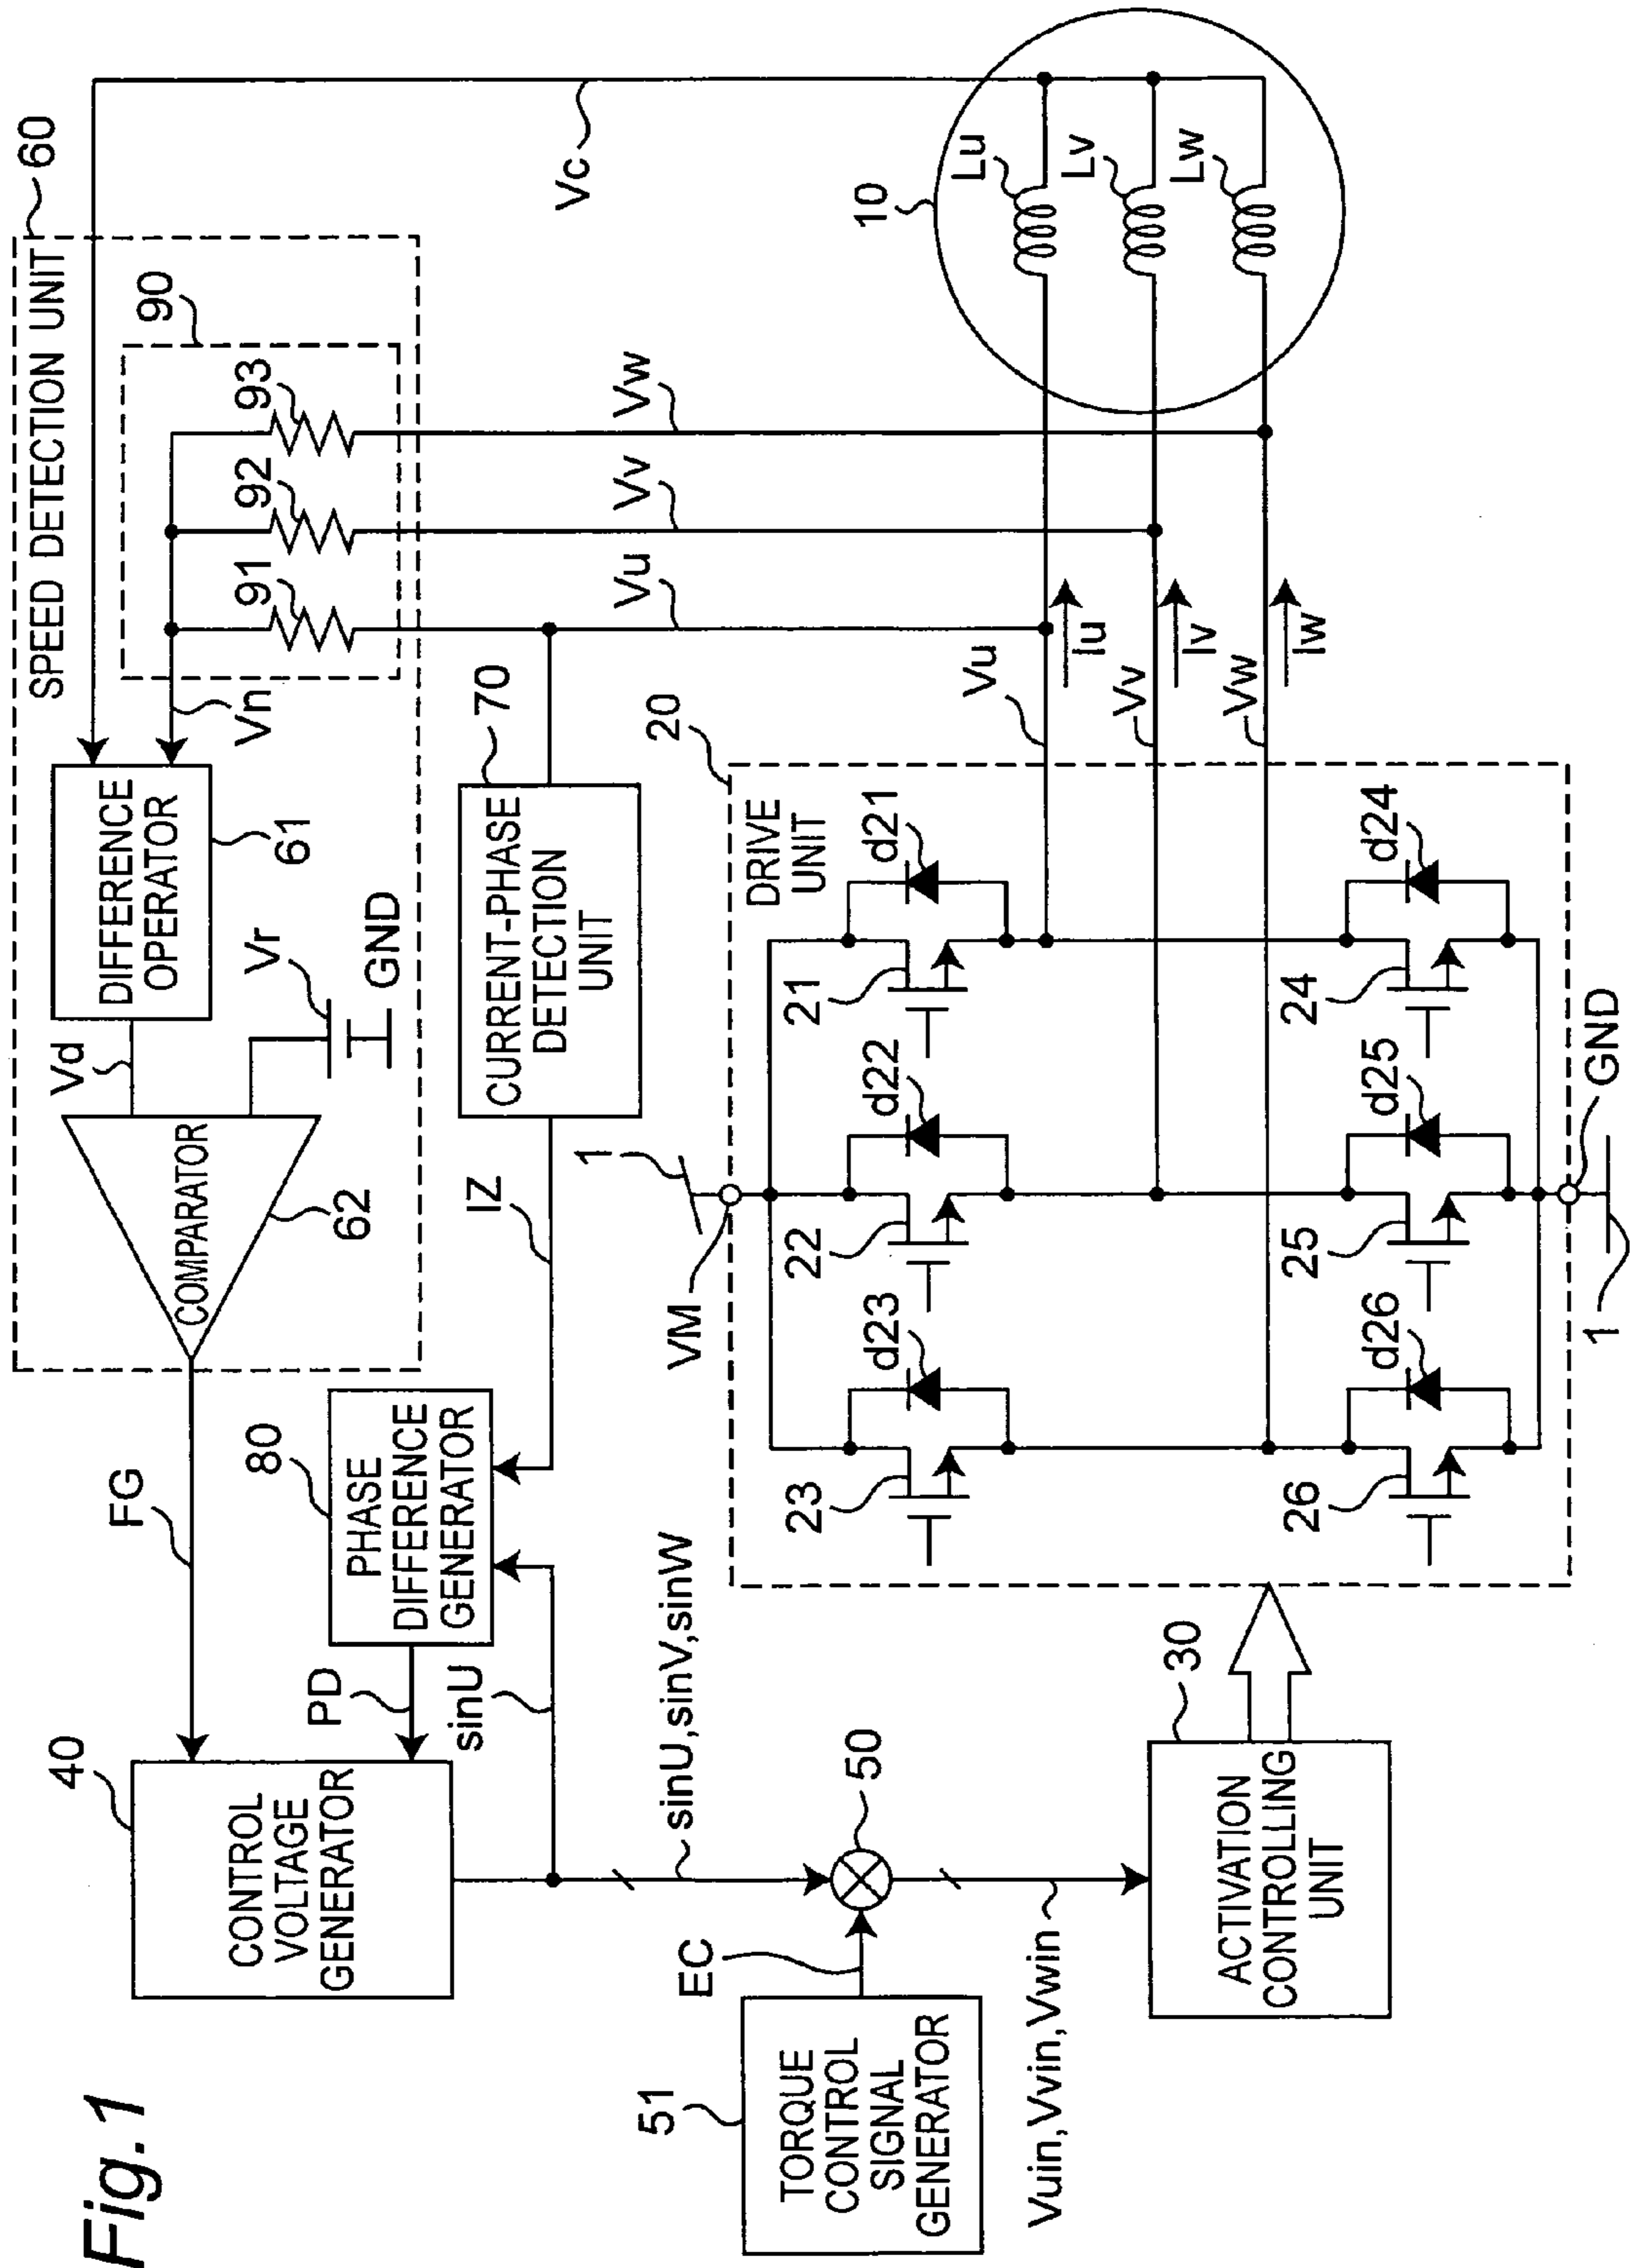 Fig.1
SPEED DETECTION UNIT
60
90
93
92
91
Vn
DIFFERENCE
OPERATOR
61
Vd
Vr
GND
COMPARATOR
62
FG
Vc
10
Lu
Lv
Lw
Vw
Vv
Vu
70
CURRENT-PHASE
DETECTION
UNIT
IZ
80
PHASE
DIFFERENCE
GENERATOR
PD
sinU
40
CONTROL
VOLTAGE
GENERATOR
sinU,sinV,sinW
50
EC
51
TORQUE
CONTROL
SIGNAL
GENERATOR
Vuin,Vvin,Vwin
30
ACTIVATION
CONTROLLING
UNIT
20
DRIVE
UNIT
1
VM
Vu
Vv
Vw
Iu
Iv
Iw
d21
d22
d23
21
22
23
d24
d25
d26
24
25
26
GND
1